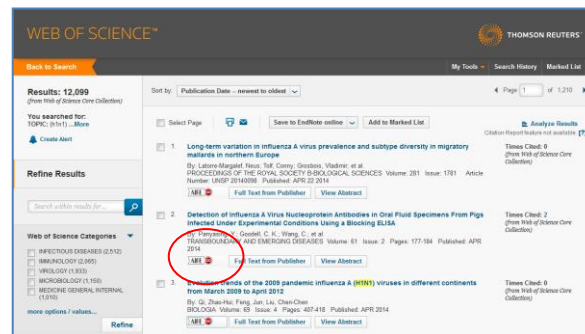 WEB OF SCIENCE™
THOMSON REUTERS™
Back to Search
My Tools
Search History
Marked List
Results: 12,099
(from Web of Science Core Collection)
You searched for:
TOPIC: (h1n1) ...More
Create Alert
Refine Results
Search within results for...
Web of Science Categories
INFECTIOUS DISEASES (2,512)
IMMUNOLOGY (2,065)
VIROLOGY (1,933)
MICROBIOLOGY (1,150)
MEDICINE GENERAL INTERNAL
(1,010)
more options / values...
Refine
Sort by: Publication Date -- newest to oldest
Page 1 of 1,210
Select Page
Save to EndNote online
Add to Marked List
Analyze Results
Citation Report feature not available. [?]
1. Long-term variation in influenza A virus prevalence and subtype diversity in migratory
mallards in northern Europe
By: Latorre-Margalef, Neus; Tolf, Conny; Grosbois, Vladimir; et al.
PROCEEDINGS OF THE ROYAL SOCIETY B-BIOLOGICAL SCIENCES Volume: 281 Issue: 1781 Article
Number: UNSP 20140098 Published: APR 22 2014
Full Text from Publisher
View Abstract
Times Cited: 0
(from Web of Science Core
Collection)
2. Detection of Influenza A Virus Nucleoprotein Antibodies in Oral Fluid Specimens From Pigs
Infected Under Experimental Conditions Using a Blocking ELISA
By: Panyasing, Y.; Goodell, C. K.; Wang, C.; et al.
TRANSBOUNDARY AND EMERGING DISEASES Volume: 61 Issue: 2 Pages: 177-184 Published: APR
2014
Full Text from Publisher
View Abstract
Times Cited: 2
(from Web of Science Core
Collection)
3. Evolution trends of the 2009 pandemic influenza A (H1N1) viruses in different continents
from March 2009 to April 2012
By: Qi, Zhao-Hui; Feng, Jun; Liu, Chen-Chen
BIOLOGIA Volume: 69 Issue: 4 Pages: 407-418 Published: APR 2014
Full Text from Publisher
View Abstract
Times Cited: 0
(from Web of Science Core
Collection)